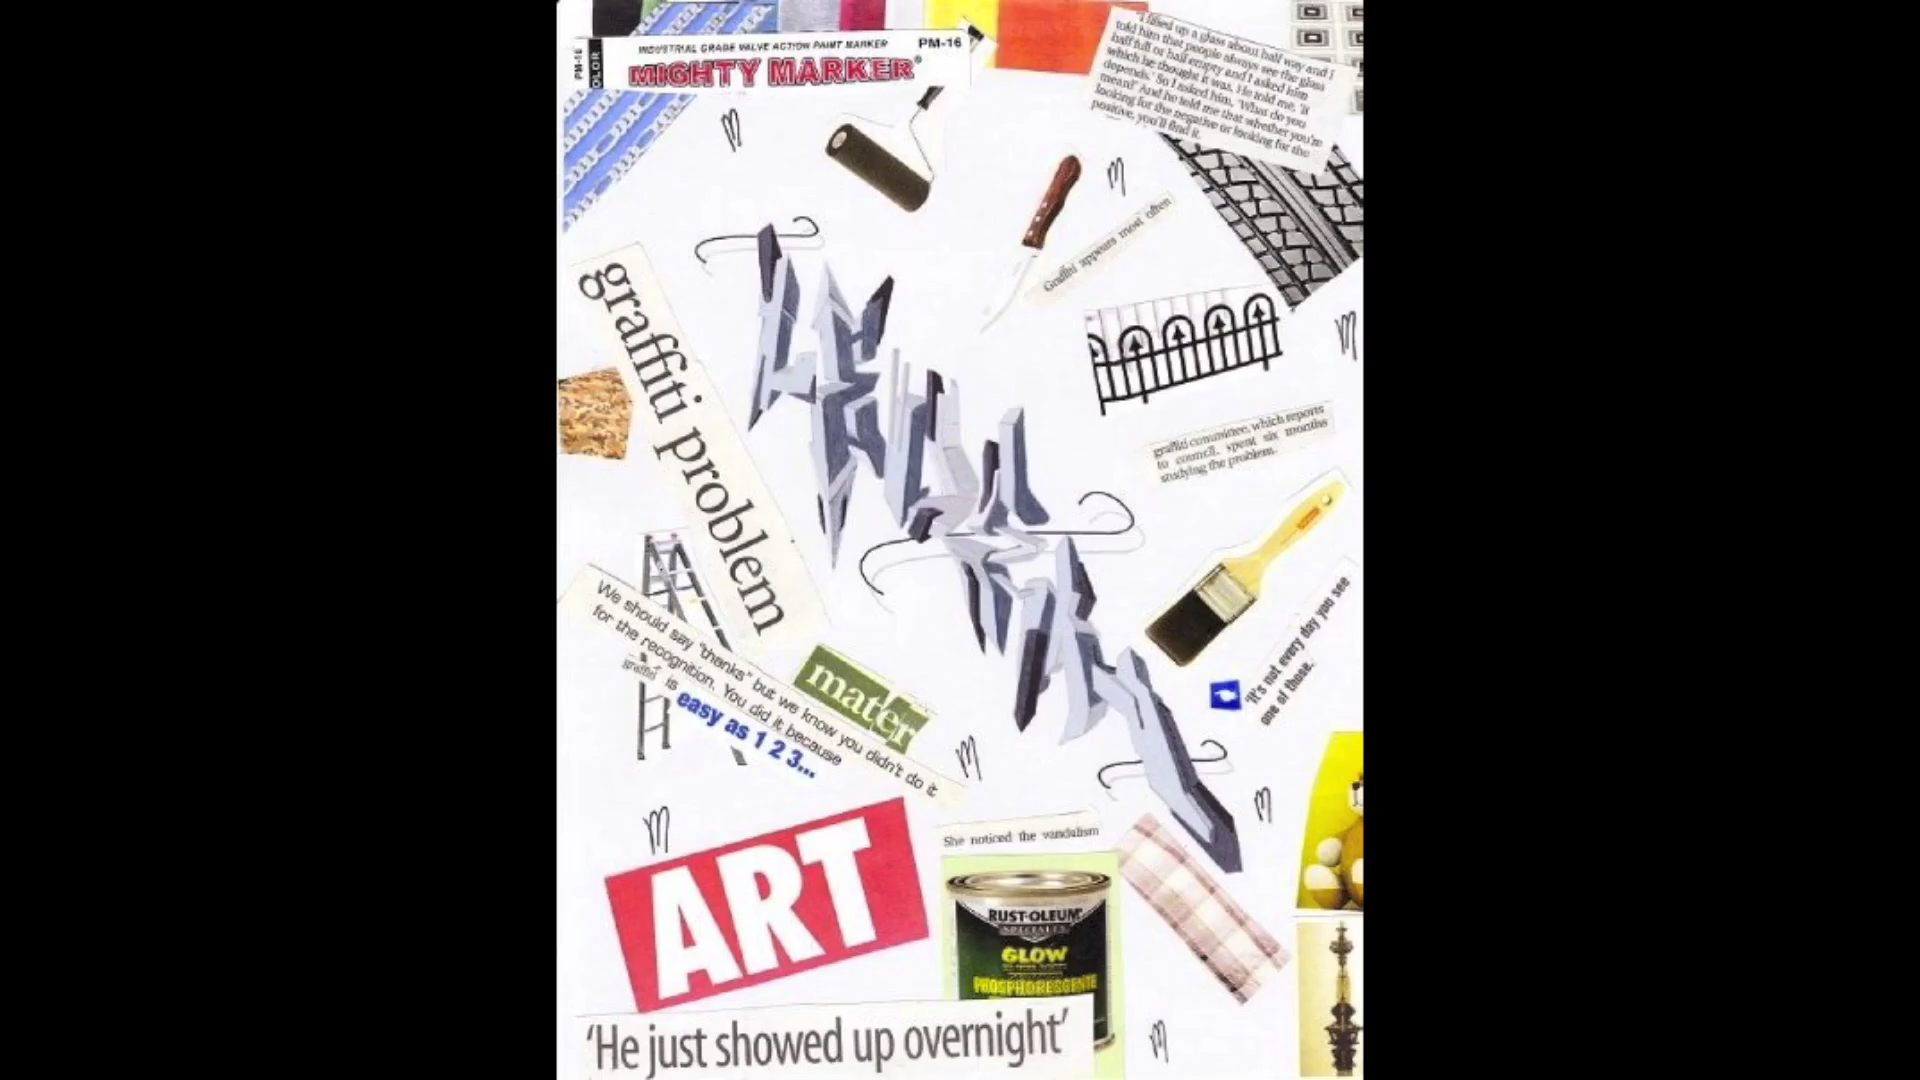 INDUSTRIAL GRADE VALVE ACTION PAINT MARKER
PM-16
PM-16
OLOR
MIGHTY MARKER®
"I filled up a glass about half way and I
told him that people always see the glass
half full or half empty and I asked him
which he thought it was. He told me, 'It
depends.' So I asked him, 'What do you
mean?' And he told me that whether you're
looking for the negative or looking for the
positive, you'll find it.
Graffiti appears most often
graffiti problem
graffiti committee, which reports
to council, spent six months
studying the problem.
"It's not every day you see
one of those.
We should say "thanks" but we know you didn't do it
for the recognition. You did it because
graffiti is
easy as 1 2 3...
mater
ART
She noticed the vandalism
RUST-OLEUM
SPECIALTY
GLOW
PHOSPHORESCENTE
'He just showed up overnight'